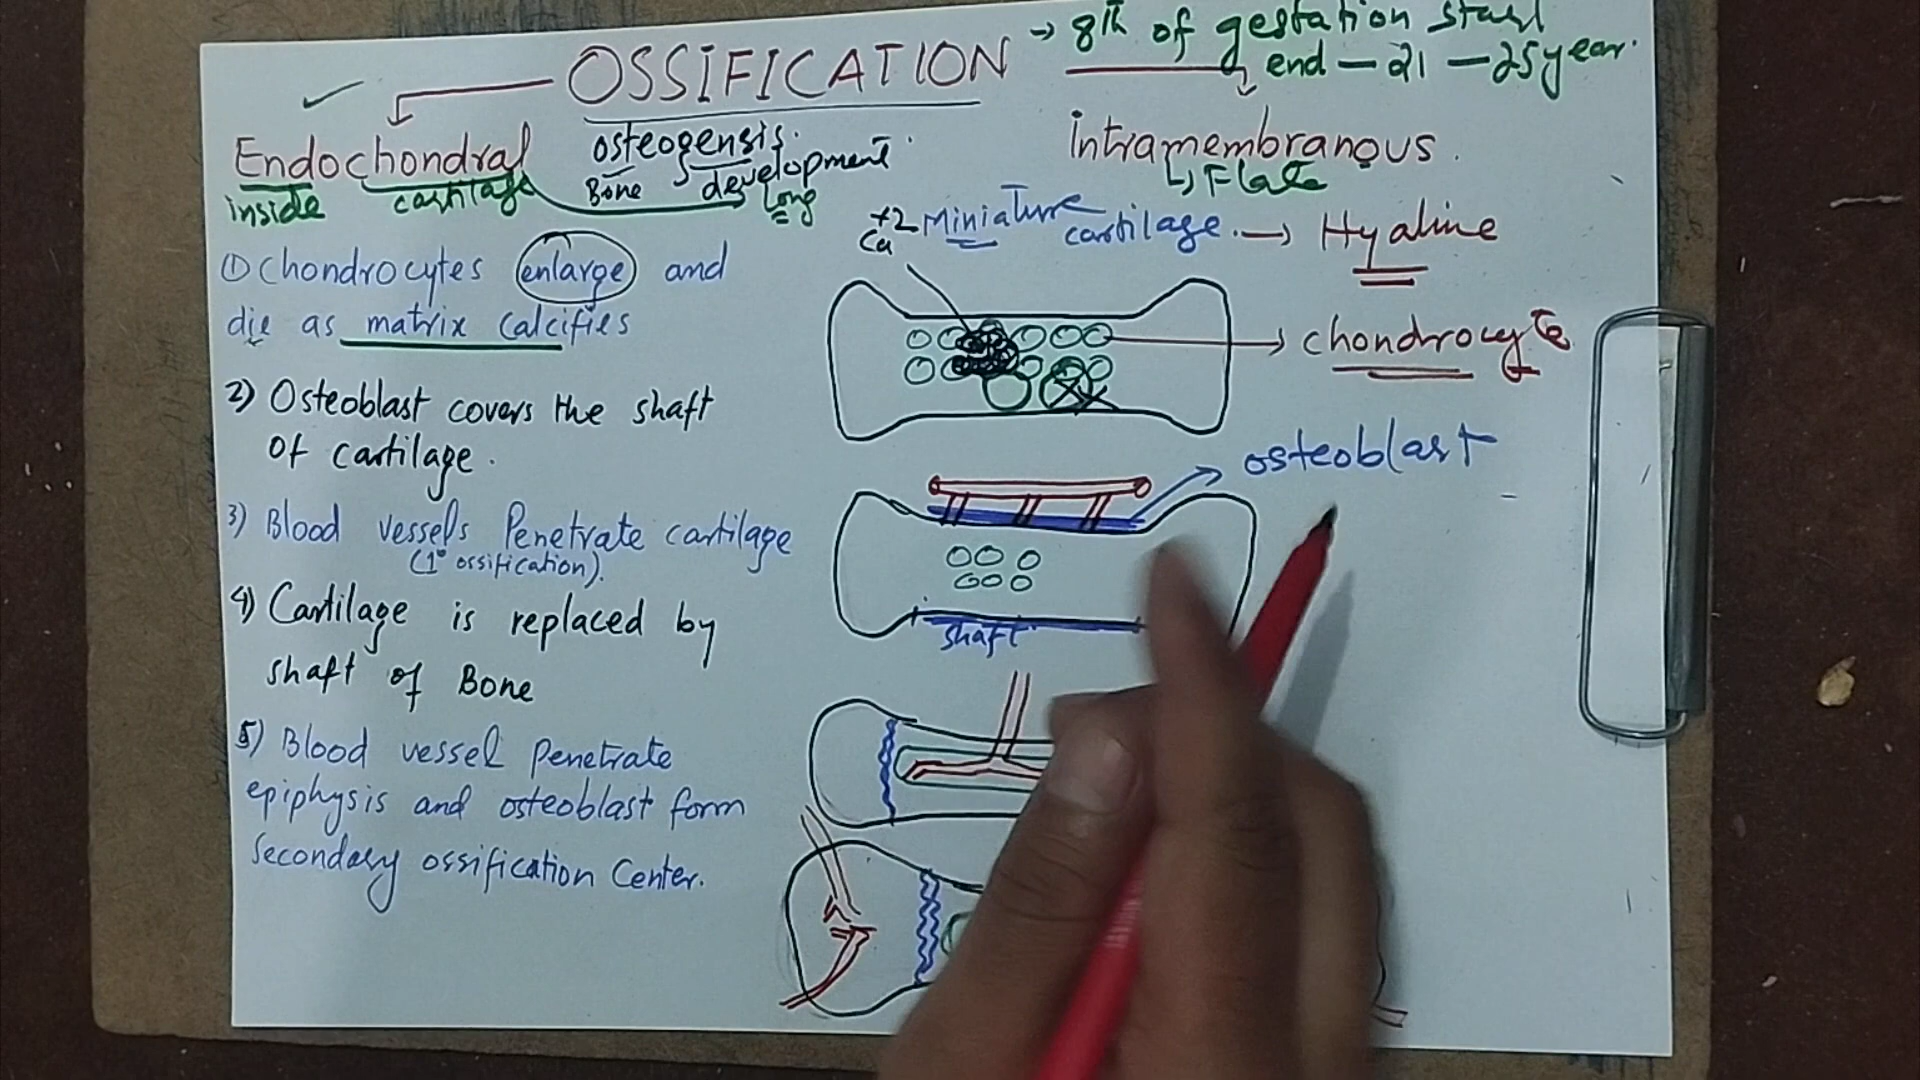 OSSIFICATION → 8th of gestation start
end – 21 – 25 year.
Endochondral
inside cartilage
osteogensis.
Bone development
long
Intramembranous.
↳ Flate
Ca+2 Miniature cartilage. → Hyaline
① Chondrocytes enlarge and
die as matrix calcifies
→ chondrocyte
2) Osteoblast covers the shaft
of cartilage.
osteoblast
3) Blood vessels Penetrate cartilage
(1° ossification).
shaft
4) Cartilage is replaced by
shaft of Bone
5) Blood vessel Penetrate
epiphysis and osteoblast form
Secondary ossification Center.